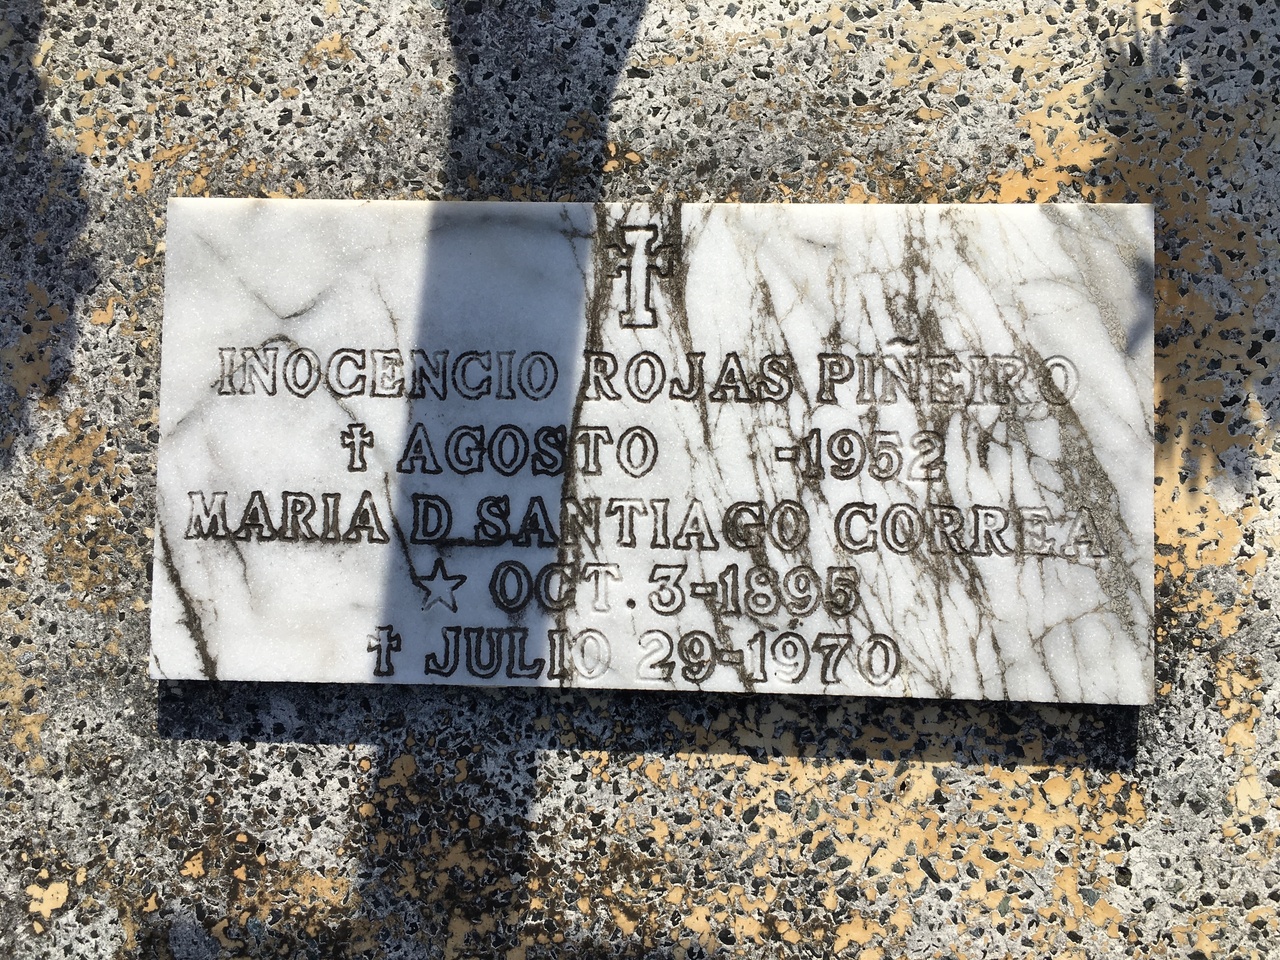 INOCENCIO ROJAS PIÑEIRO
✝ AGOSTO -1952
MARIA D. SANTIAGO CORREA
☆ OCT. 3-1895
✝ JULIO 29-1970